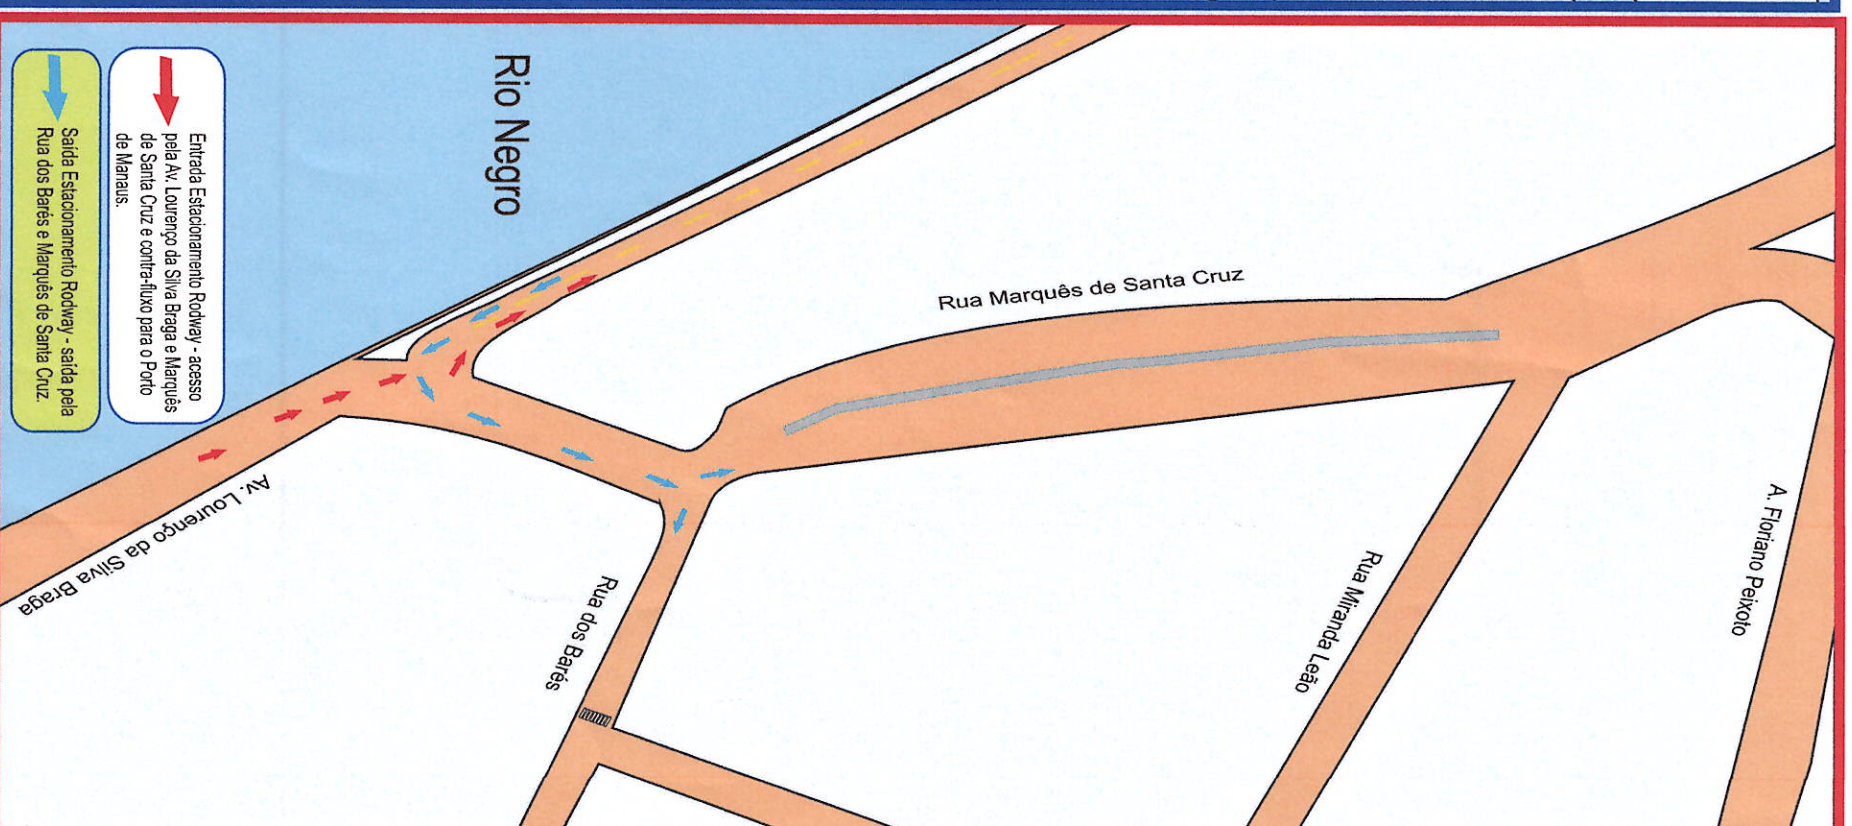 Rio Negro
Entrada Estacionamento Rodway - acesso
pela Av. Lourenço da Silva Braga e Marquês
de Santa Cruz e contra-fluxo para o Porto
de Manaus.
Saída Estacionamento Rodway - saída pela
Rua dos Barés e Marquês de Santa Cruz.
Rua Marquês de Santa Cruz
Av. Lourenço da Silva Braga
Rua dos Barés
Rua Miranda Leão
A. Floriano Peixoto